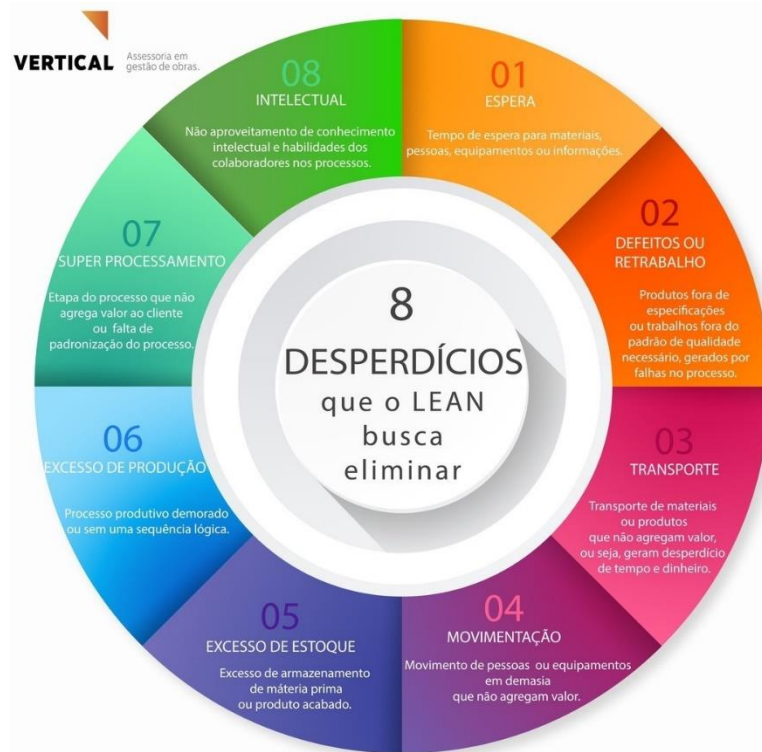 VERTICAL
Assessoria em
gestão de obras.
01
ESPERA
Tempo de espera para materiais,
pessoas, equipamentos ou informações.
02
DEFEITOS OU
RETRABALHO
Produtos fora de
especificações
ou trabalhos fora do
padrão de qualidade
necessário, gerados por
falhas no processo.
03
TRANSPORTE
Transporte de materiais
ou produtos
que não agregam valor,
ou seja, geram desperdício
de tempo e dinheiro.
04
MOVIMENTAÇÃO
Movimento de pessoas ou equipamentos
em demasia
que não agregam valor.
05
EXCESSO DE ESTOQUE
Excesso de armazenamento
de máteria prima
ou produto acabado.
06
EXCESSO DE PRODUÇÃO
Processo produtivo demorado
ou sem uma sequência lógica.
07
SUPER PROCESSAMENTO
Etapa do processo que não
agrega valor ao cliente
ou falta de
padronização do processo.
08
INTELECTUAL
Não aproveitamento de conhecimento
intelectual e habilidades dos
colaboradores nos processos.
8
DESPERDÍCIOS
que o LEAN
busca
eliminar